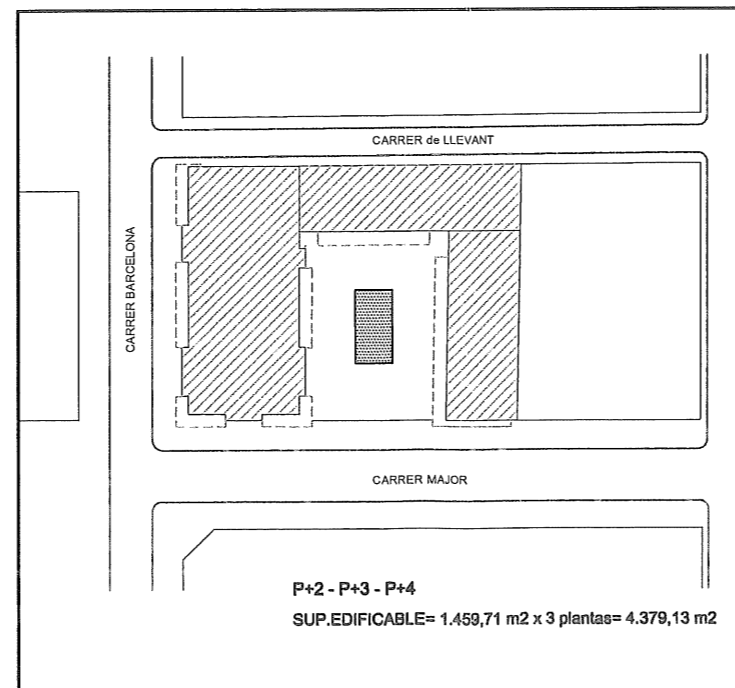 CARRER de LLEVANT
CARRER BARCELONA
CARRER MAJOR
P+2 - P+3 - P+4
SUP.EDIFICABLE= 1.459,71 m2 x 3 plantas= 4.379,13 m2